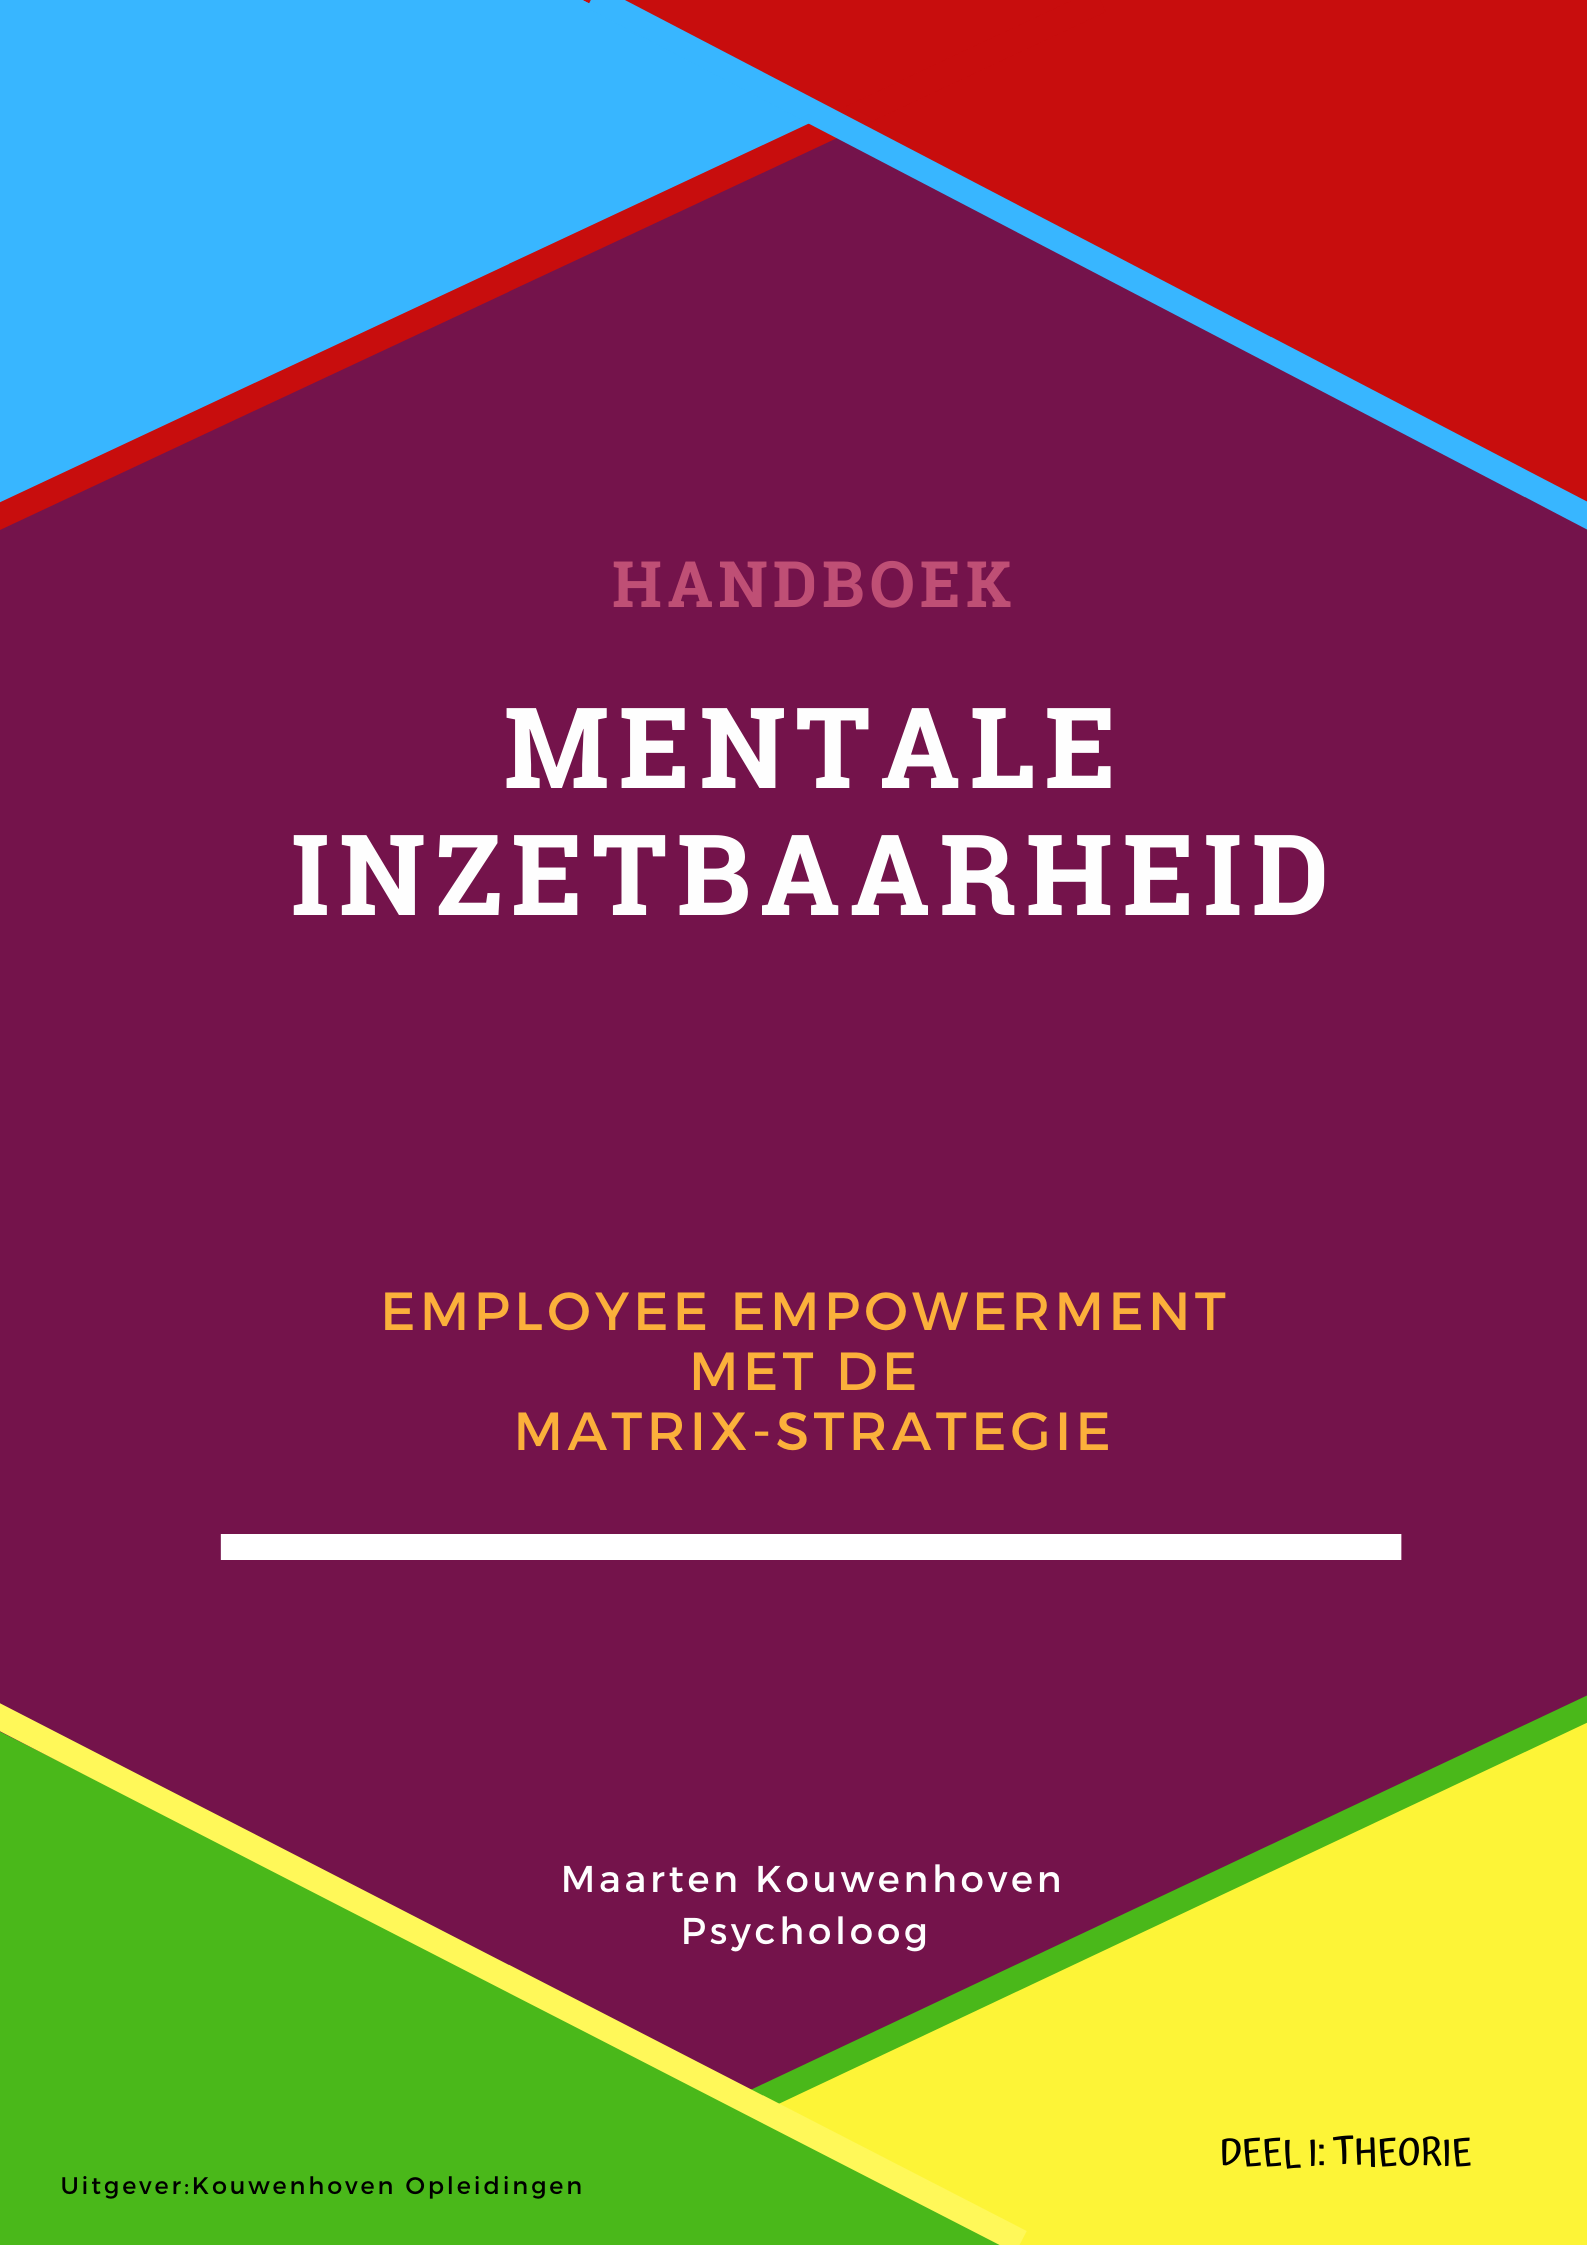 HANDBOEK
MENTALE
INZETBAARHEID
EMPLOYEE EMPOWERMENT
MET DE
MATRIX-STRATEGIE
Maarten Kouwenhoven
Psycholoog
DEEL I: THEORIE
Uitgever:Kouwenhoven Opleidingen